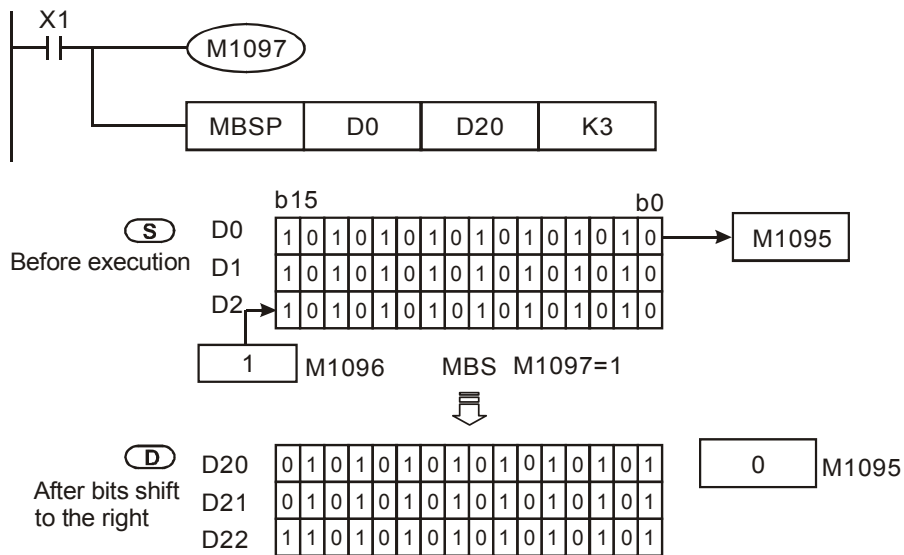 X1
M1097
MBSP D0 D20 K3
b15 b0
S D0 1 0 1 0 1 0 1 0 1 0 1 0 1 0 1 0 M1095
Before execution D1 1 0 1 0 1 0 1 0 1 0 1 0 1 0 1 0
D2 1 0 1 0 1 0 1 0 1 0 1 0 1 0 1 0
1 M1096 MBS M1097=1
D D20 0 1 0 1 0 1 0 1 0 1 0 1 0 1 0 1 0 M1095
After bits shift D21 0 1 0 1 0 1 0 1 0 1 0 1 0 1 0 1
to the right D22 1 1 0 1 0 1 0 1 0 1 0 1 0 1 0 1